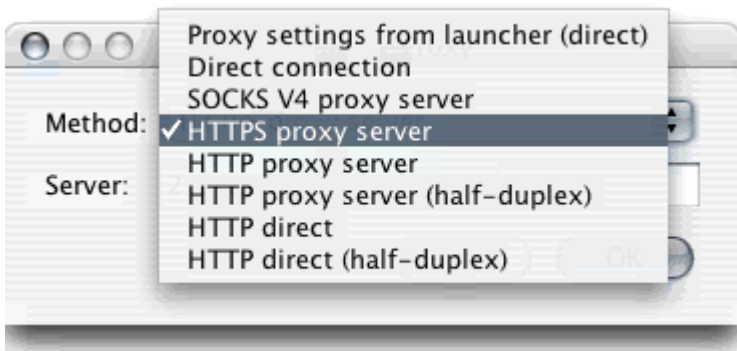 Proxy settings from launcher (direct)
Direct connection
SOCKS V4 proxy server
Method:
✓HTTPS proxy server
HTTP proxy server
Server:
HTTP proxy server (half-duplex)
HTTP direct
HTTP direct (half-duplex)
OK